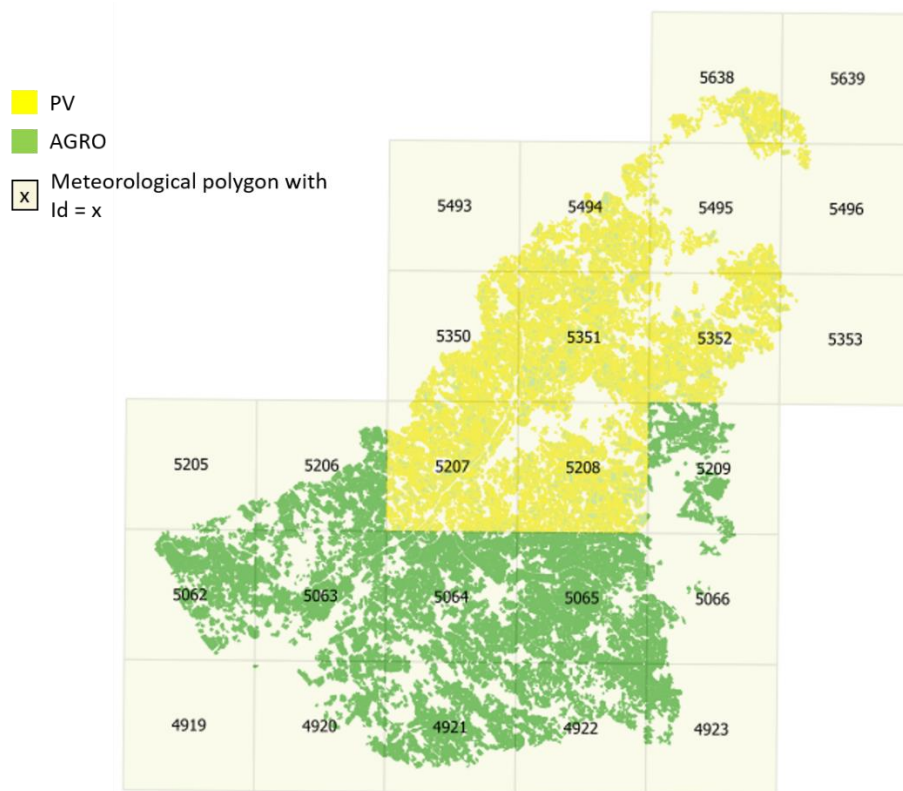 5638 5639
PV
AGRO
x Meteorological polygon with
Id = x
5493 5494 5495 5496
5350 5351 5352 5353
5205 5206 5207 5208 5209
5062 5063 5064 5065 5066
4919 4920 4921 4922 4923